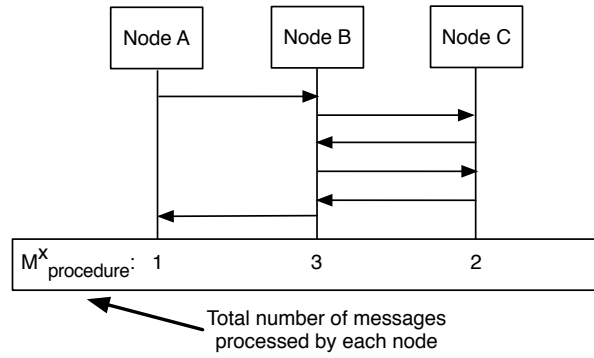 Node A Node B Node C
M^x_procedure: 1 3 2
Total number of messages
processed by each node